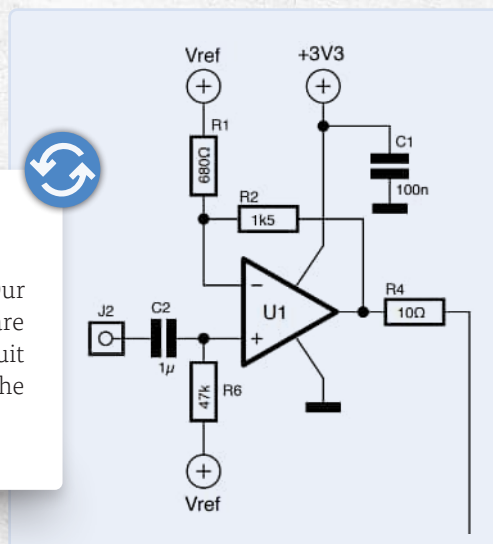 Vref
+3V3
R1
680Ω
C1
100n
R2
1k5
our
are
uit
he
J2
C2
1µ
−
+
U1
R4
10Ω
47k
R6
Vref